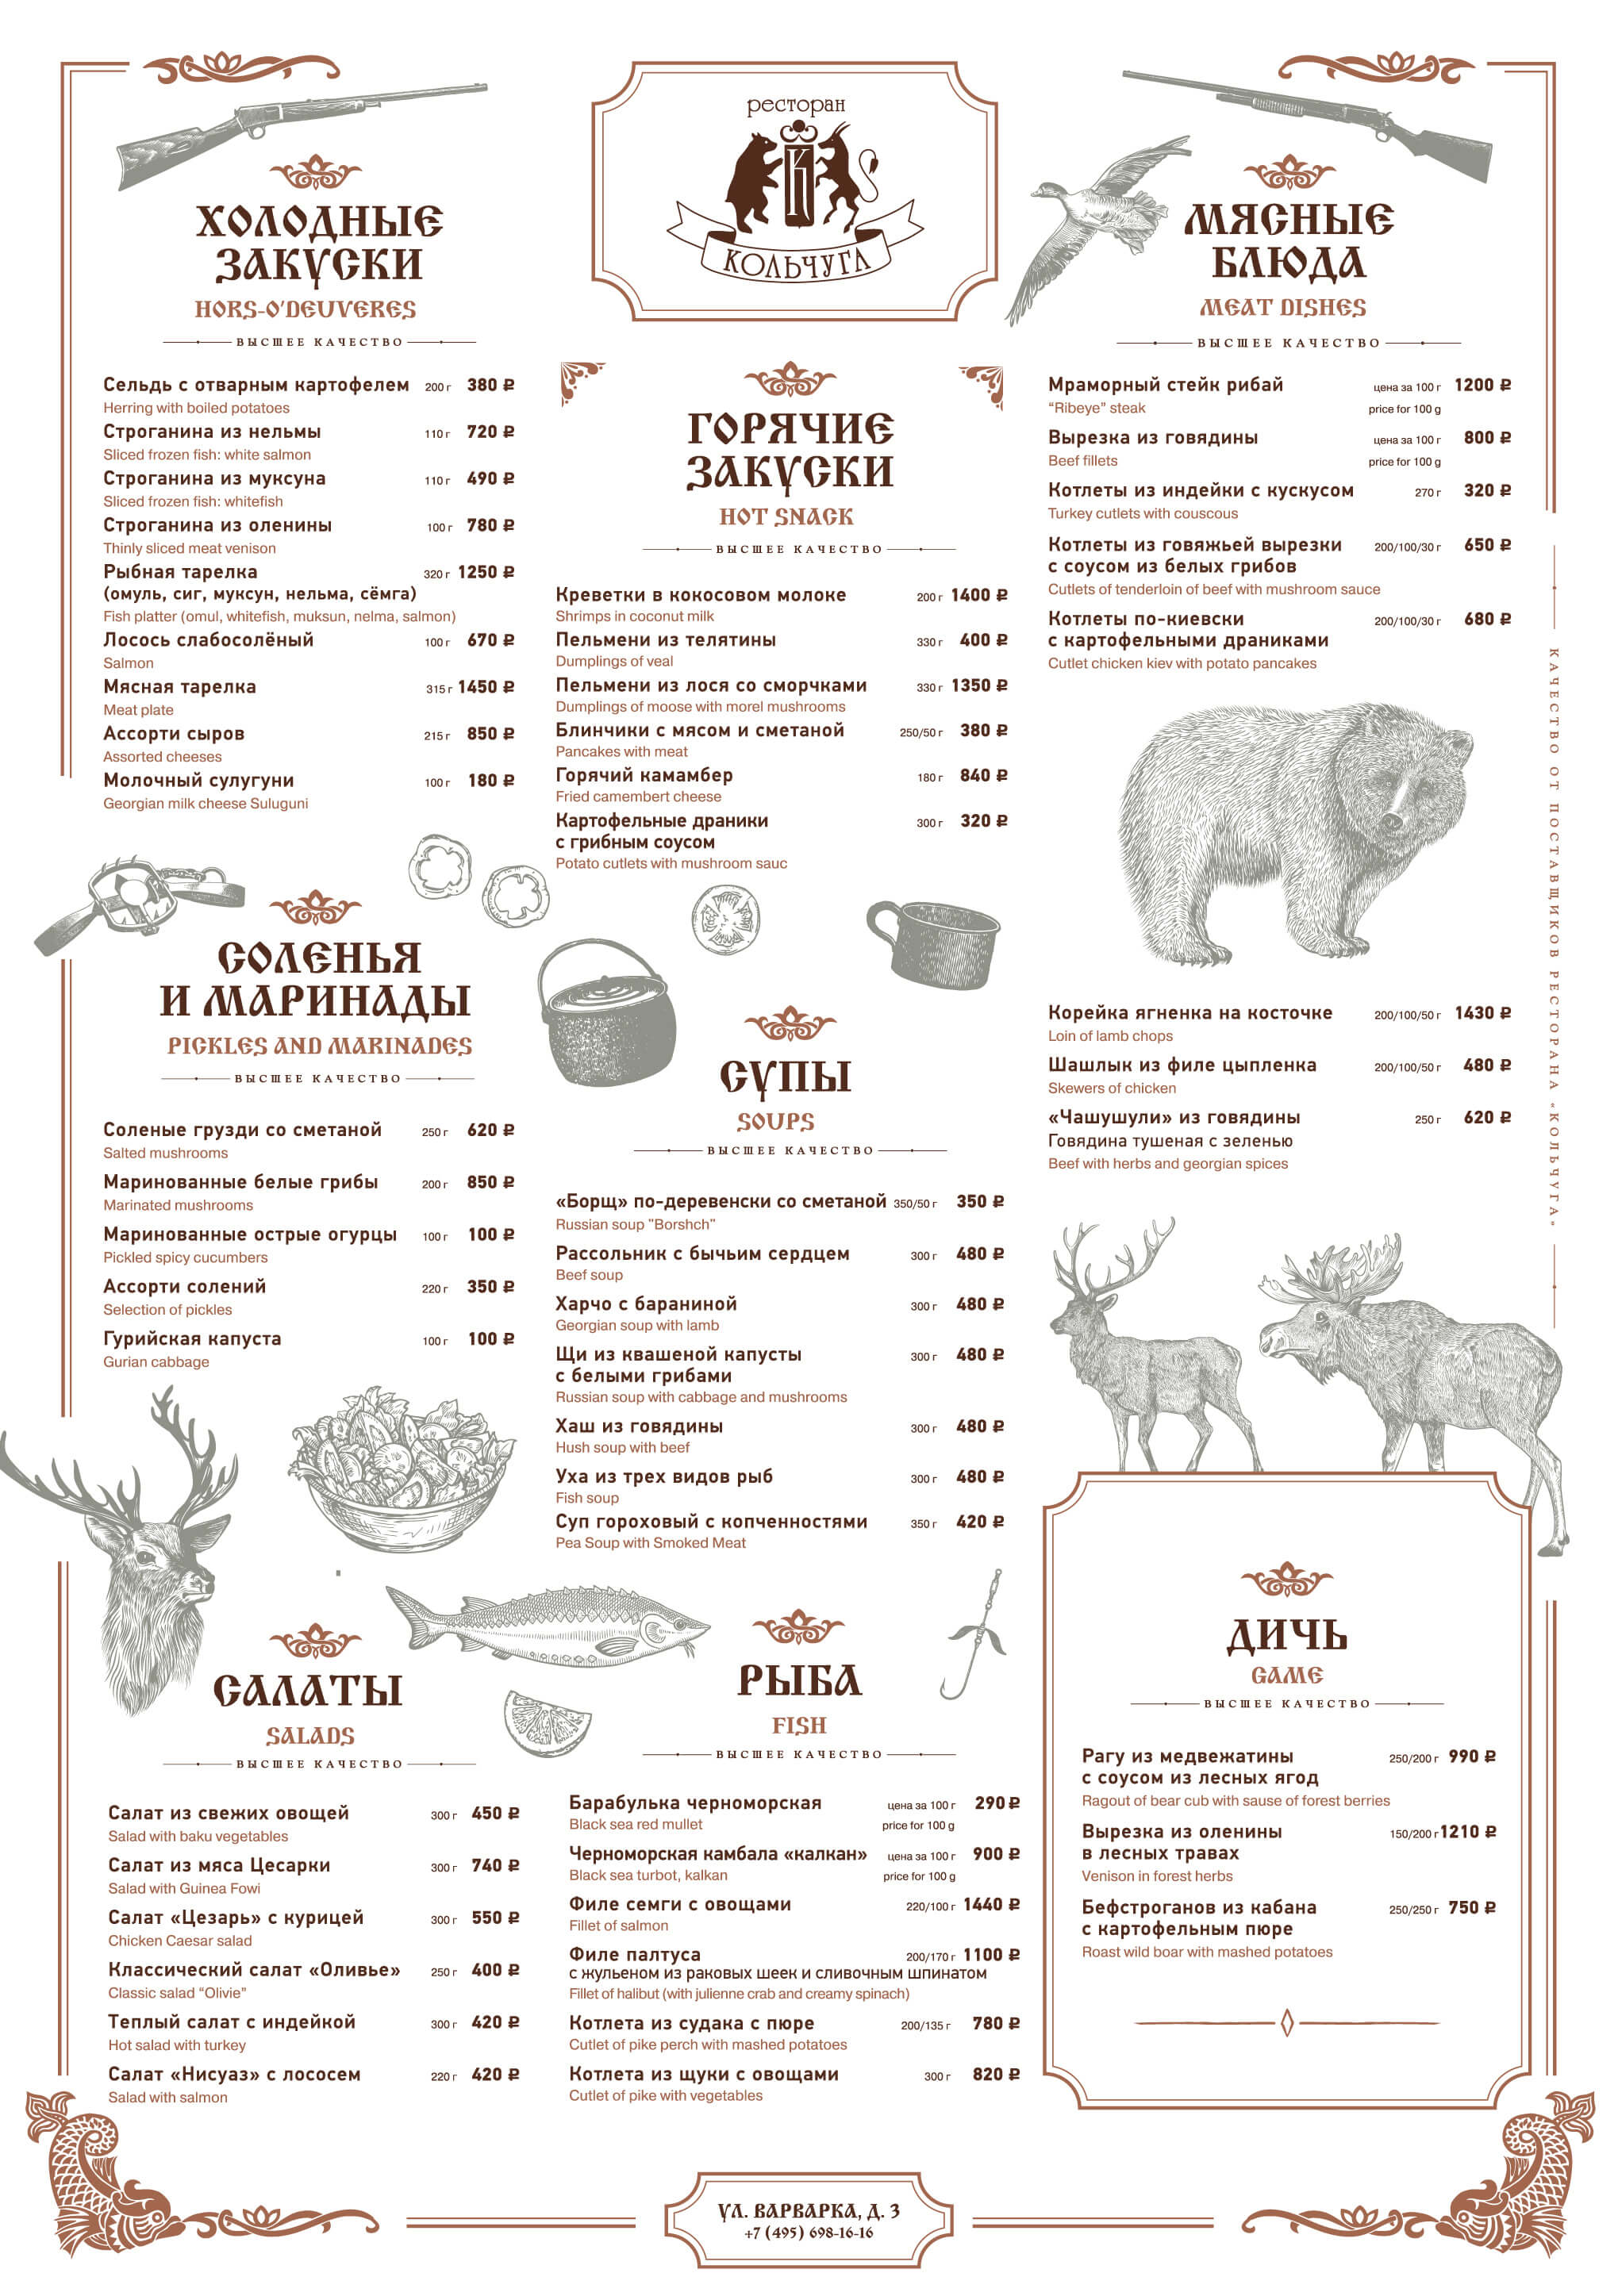 ресторан
К
КОЛЬЧУГА
ХОЛОДНЫЕ
ЗАКУСКИ
HORS-O'DEUVERES
ВЫСШЕЕ КАЧЕСТВО
Сельдь с отварным картофелем 200 г 380 ₽
Herring with boiled potatoes
Строганина из нельмы 110 г 720 ₽
Sliced frozen fish: white salmon
Строганина из муксуна 110 г 490 ₽
Sliced frozen fish: whitefish
Строганина из оленины 100 г 780 ₽
Thinly sliced meat venison
Рыбная тарелка 320 г 1250 ₽
(омуль, сиг, муксун, нельма, сёмга)
Fish platter (omul, whitefish, muksun, nelma, salmon)
Лосось слабосолёный 100 г 670 ₽
Salmon
Мясная тарелка 315 г 1450 ₽
Meat plate
Ассорти сыров 215 г 850 ₽
Assorted cheeses
Молочный сулугуни 100 г 180 ₽
Georgian milk cheese Suluguni
СОЛЕНЬЯ
И МАРИНАДЫ
PICKLES AND MARINADES
ВЫСШЕЕ КАЧЕСТВО
Соленые грузди со сметаной 250 г 620 ₽
Salted mushrooms
Маринованные белые грибы 200 г 850 ₽
Marinated mushrooms
Маринованные острые огурцы 100 г 100 ₽
Pickled spicy cucumbers
Ассорти солений 220 г 350 ₽
Selection of pickles
Гурийская капуста 100 г 100 ₽
Gurian cabbage
САЛАТЫ
SALADS
ВЫСШЕЕ КАЧЕСТВО
Салат из свежих овощей 300 г 450 ₽
Salad with baku vegetables
Салат из мяса Цесарки 300 г 740 ₽
Salad with Guinea Fowi
Салат «Цезарь» с курицей 300 г 550 ₽
Chicken Caesar salad
Классический салат «Оливье» 250 г 400 ₽
Classic salad “Olivie”
Теплый салат с индейкой 300 г 420 ₽
Hot salad with turkey
Салат «Нисуаз» с лососем 220 г 420 ₽
Salad with salmon
ГОРЯЧИЕ
ЗАКУСКИ
HOT SNACK
ВЫСШЕЕ КАЧЕСТВО
Креветки в кокосовом молоке 200 г 1400 ₽
Shrimps in coconut milk
Пельмени из телятины 330 г 400 ₽
Dumplings of veal
Пельмени из лося со сморчками 330 г 1350 ₽
Dumplings of moose with morel mushrooms
Блинчики с мясом и сметаной 250/50 г 380 ₽
Pancakes with meat
Горячий камамбер 180 г 840 ₽
Fried camembert cheese
Картофельные драники 300 г 320 ₽
с грибным соусом
Potato cutlets with mushroom sauc
СУПЫ
SOUPS
ВЫСШЕЕ КАЧЕСТВО
«Борщ» по-деревенски со сметаной 350/50 г 350 ₽
Russian soup "Borshch"
Рассольник с бычьим сердцем 300 г 480 ₽
Beef soup
Харчо с бараниной 300 г 480 ₽
Georgian soup with lamb
Щи из квашеной капусты 300 г 480 ₽
с белыми грибами
Russian soup with cabbage and mushrooms
Хаш из говядины 300 г 480 ₽
Hush soup with beef
Уха из трех видов рыб 300 г 480 ₽
Fish soup
Суп гороховый с копченностями 350 г 420 ₽
Pea Soup with Smoked Meat
РЫБА
FISH
ВЫСШЕЕ КАЧЕСТВО
Барабулька черноморская цена за 100 г 290 ₽
Black sea red mullet price for 100 g
Черноморская камбала «калкан» цена за 100 г 900 ₽
Black sea turbot, kalkan price for 100 g
Филе семги с овощами 220/100 г 1440 ₽
Fillet of salmon
Филе палтуса 200/170 г 1100 ₽
с жульеном из раковых шеек и сливочным шпинатом
Fillet of halibut (with julienne crab and creamy spinach)
Котлета из судака с пюре 200/135 г 780 ₽
Cutlet of pike perch with mashed potatoes
Котлета из щуки с овощами 300 г 820 ₽
Cutlet of pike with vegetables
МЯСНЫЕ
БЛЮДА
MEAT DISHES
ВЫСШЕЕ КАЧЕСТВО
Мраморный стейк рибай цена за 100 г 1200 ₽
“Ribeye” steak price for 100 g
Вырезка из говядины цена за 100 г 800 ₽
Beef fillets price for 100 g
Котлеты из индейки с кускусом 270 г 320 ₽
Turkey cutlets with couscous
Котлеты из говяжьей вырезки 200/100/30 г 650 ₽
с соусом из белых грибов
Cutlets of tenderloin of beef with mushroom sauce
Котлеты по-киевски 200/100/30 г 680 ₽
с картофельными драниками
Cutlet chicken kiev with potato pancakes
Корейка ягненка на косточке 200/100/50 г 1430 ₽
Loin of lamb chops
Шашлык из филе цыпленка 200/100/50 г 480 ₽
Skewers of chicken
«Чашушули» из говядины 250 г 620 ₽
Говядина тушеная с зеленью
Beef with herbs and georgian spices
КАЧЕСТВО ОТ ПОСТАВЩИКОВ РЕСТОРАНА «КОЛЬЧУГА»
ДИЧЬ
GAME
ВЫСШЕЕ КАЧЕСТВО
Рагу из медвежатины 250/200 г 990 ₽
с соусом из лесных ягод
Ragout of bear cub with sause of forest berries
Вырезка из оленины 150/200 г 1210 ₽
в лесных травах
Venison in forest herbs
Бефстроганов из кабана 250/250 г 750 ₽
с картофельным пюре
Roast wild boar with mashed potatoes
УЛ. ВАРВАРКА, Д. 3
+7 (495) 698-16-16